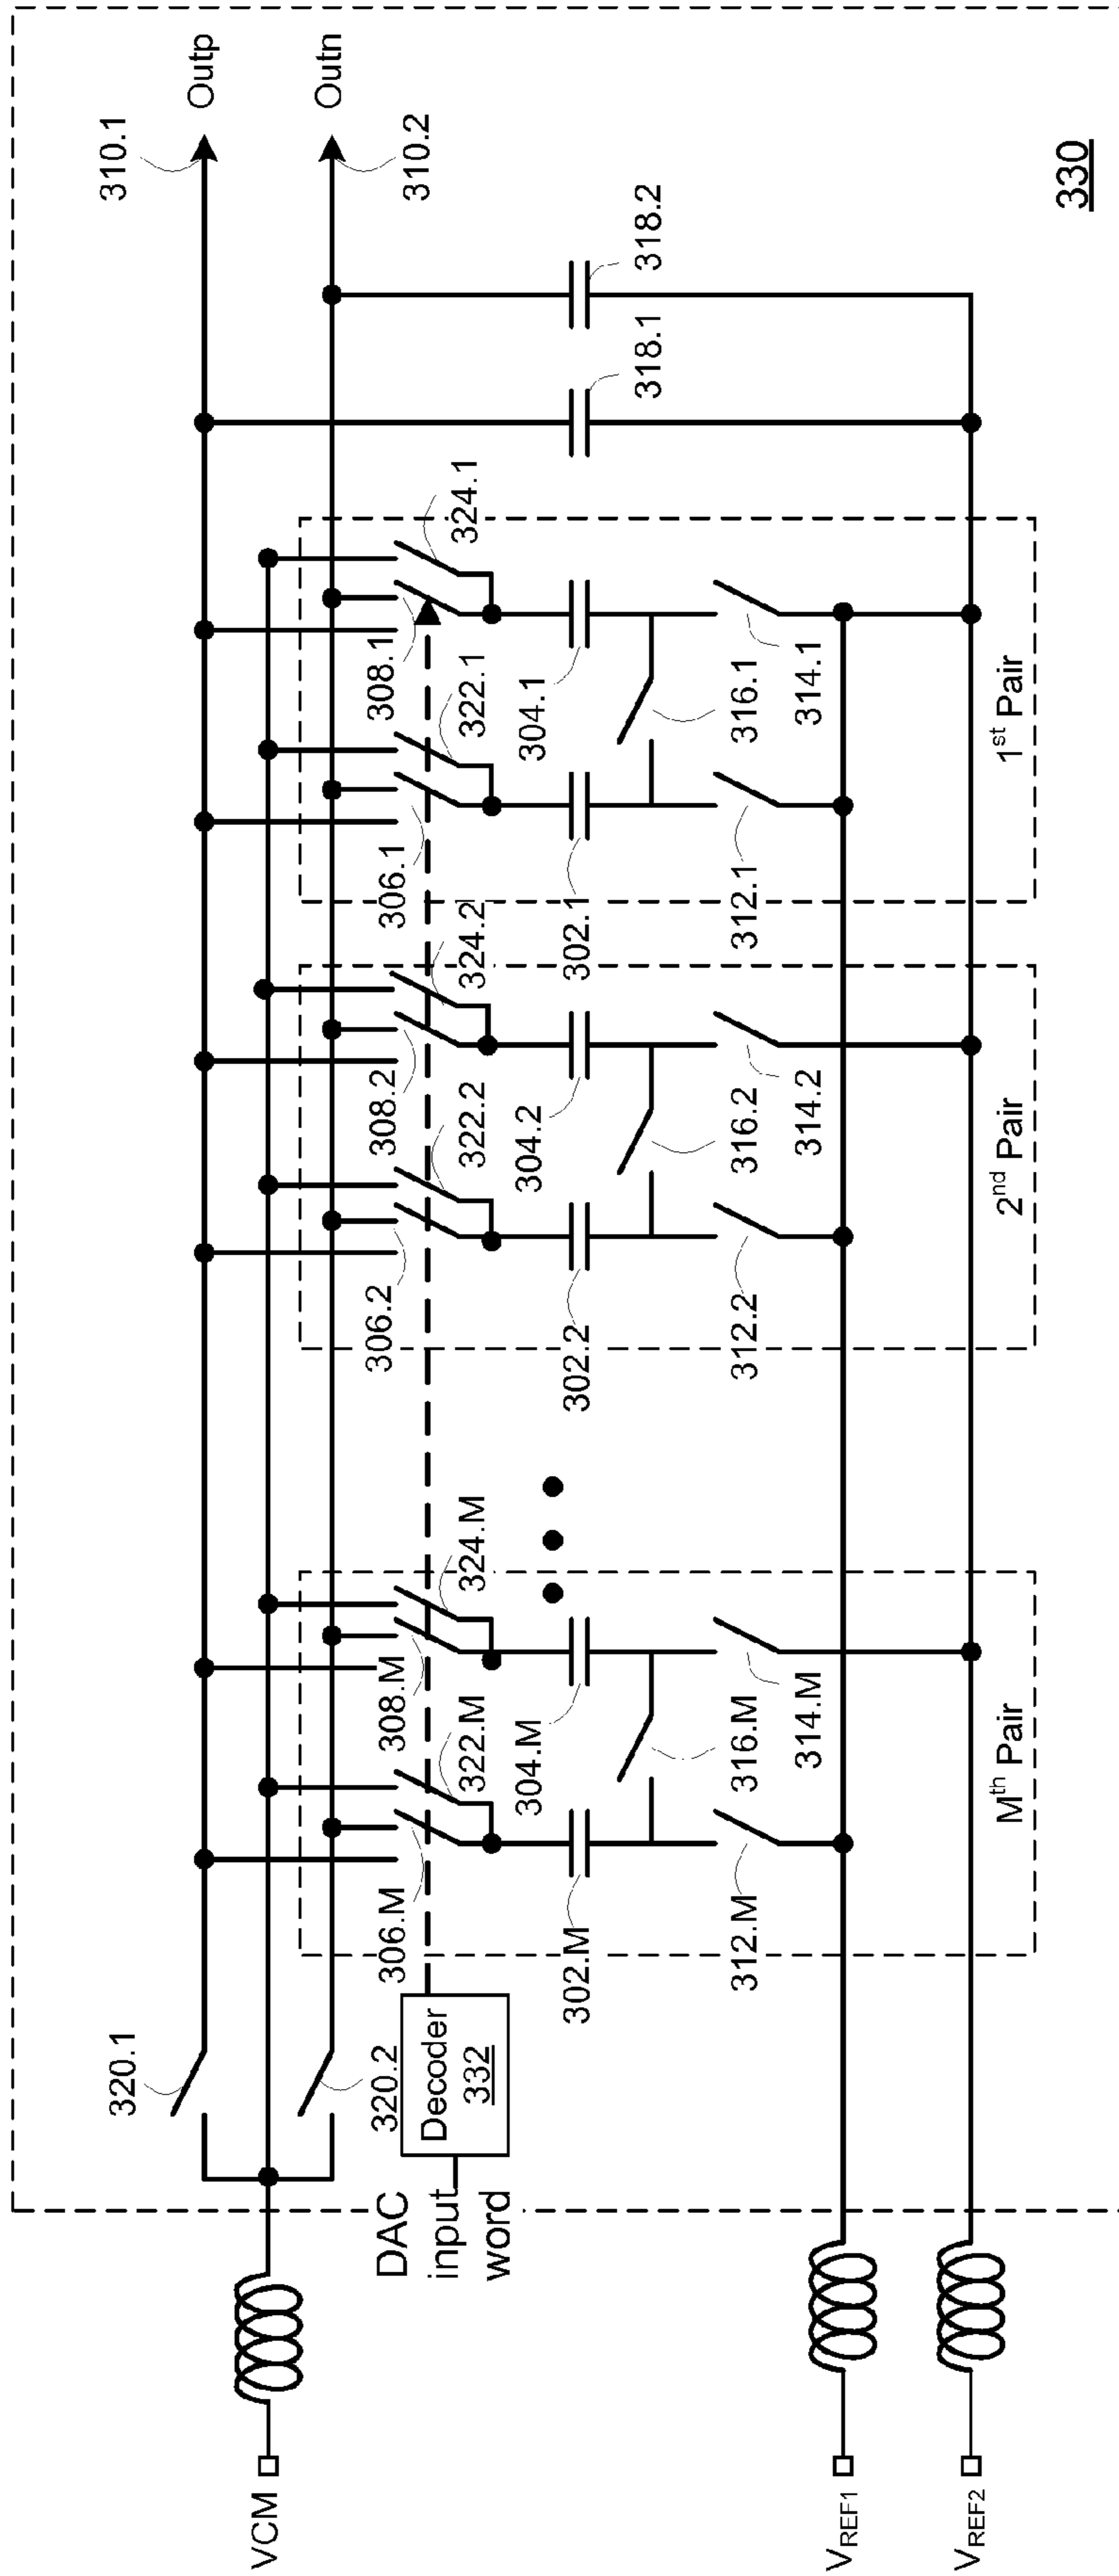 310.1
Outp
310.2
Outn
330
318.2
318.1
324.1
308.1
322.1
306.1
304.1
302.1
316.1
314.1
312.1
1st Pair
324.2
308.2
322.2
306.2
304.2
302.2
316.2
314.2
312.2
2nd Pair
324.M
308.M
322.M
306.M
304.M
302.M
316.M
314.M
312.M
Mth Pair
320.1
320.2
Decoder
332
DAC
input
word
VCM
VREF1
VREF2